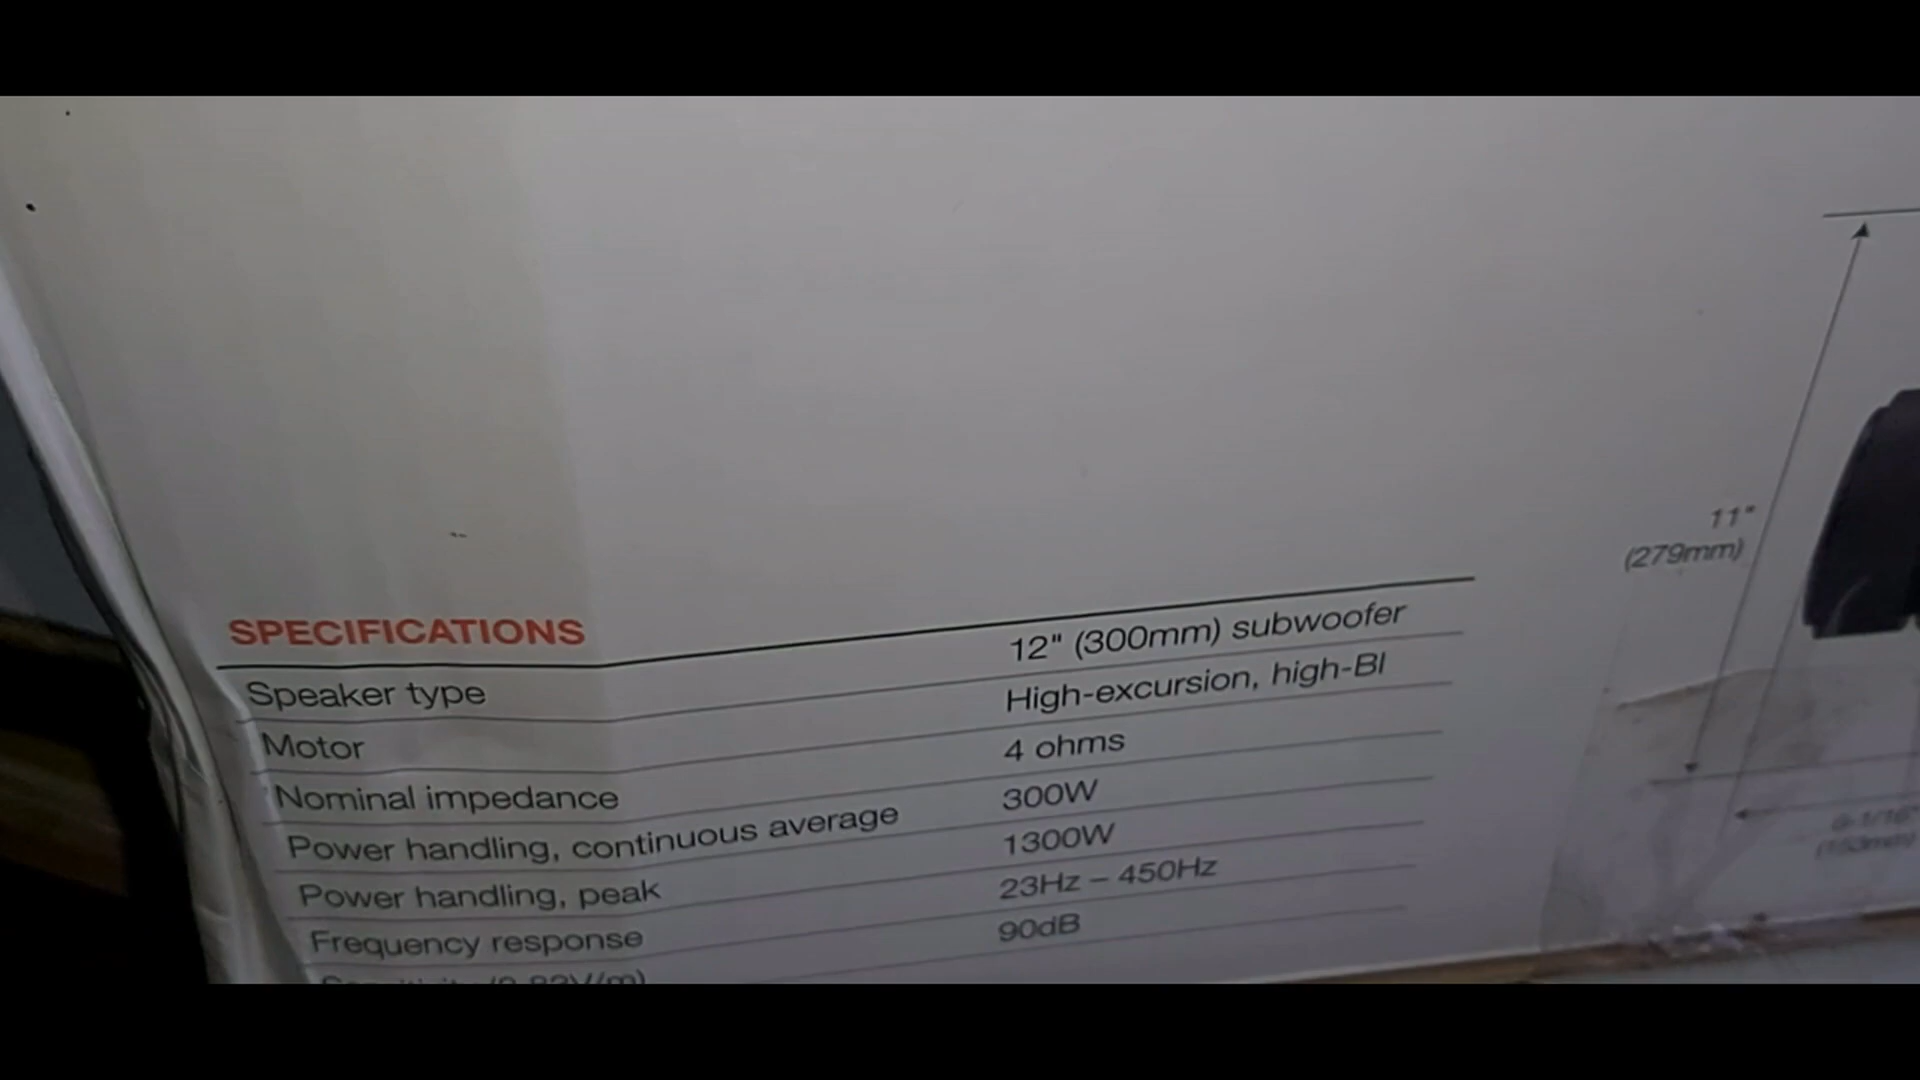 SPECIFICATIONS
Speaker type 12" (300mm) subwoofer
Motor High-excursion, high-Bl
Nominal impedance 4 ohms
Power handling, continuous average 300W
Power handling, peak 1300W
Frequency response 23Hz – 450Hz
90dB
11"
(279mm)